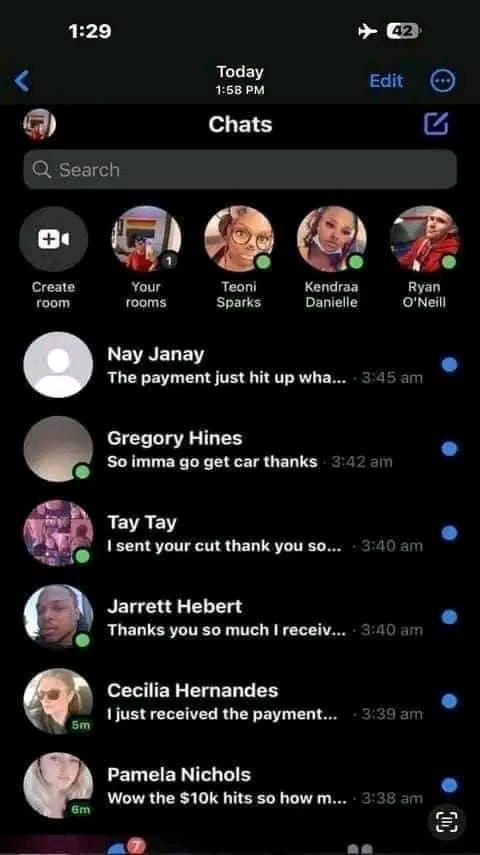 1:29
42
Today
1:58 PM
Edit
Chats
Search
1
Create
room
Your
rooms
Teoni
Sparks
Kendraa
Danielle
Ryan
O'Neill
Nay Janay
The payment just hit up wha... · 3:45 am
Gregory Hines
So imma go get car thanks · 3:42 am
Tay Tay
I sent your cut thank you so... · 3:40 am
Jarrett Hebert
Thanks you so much I receiv... · 3:40 am
Cecilia Hernandes
I just received the payment... · 3:39 am
5m
Pamela Nichols
Wow the $10k hits so how m... · 3:38 am
6m
7